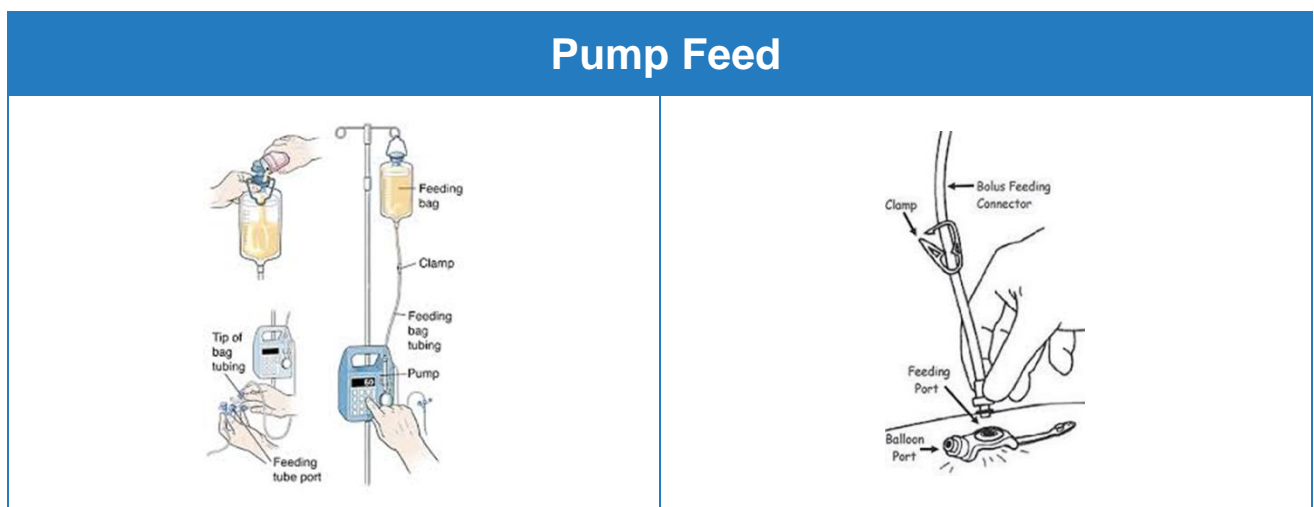 Pump Feed
Feeding
bag
Clamp
Feeding
bag
tubing
Pump
60
Tip of
bag
tubing
Feeding
tube port
Bolus Feeding
Connector
Clamp
Feeding
Port
Balloon
Port